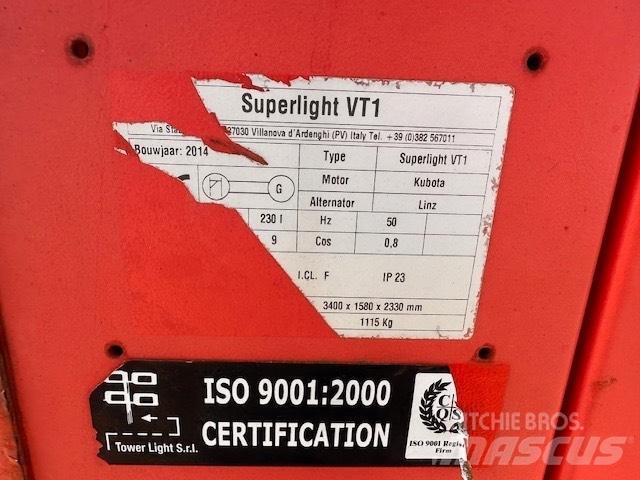 Superlight VT1
Via 27030 Villanova d'Ardenghi (PV) Italy Tel. +39 (0)382 567011
Bouwjaar: 2014 Type Superlight VT1
Motor Kubota
G
Alternator Linz
230 Hz 50
9 Cos 0,8
I.CL. F IP 23
3400 x 1580 x 2330 mm
1115 Kg
ISO 9001:2000
CERTIFICATION
Tower Light S.r.l.
C
Q S
ISO 9001 Regis
Firm
RITCHIE BROS.
MASCUS